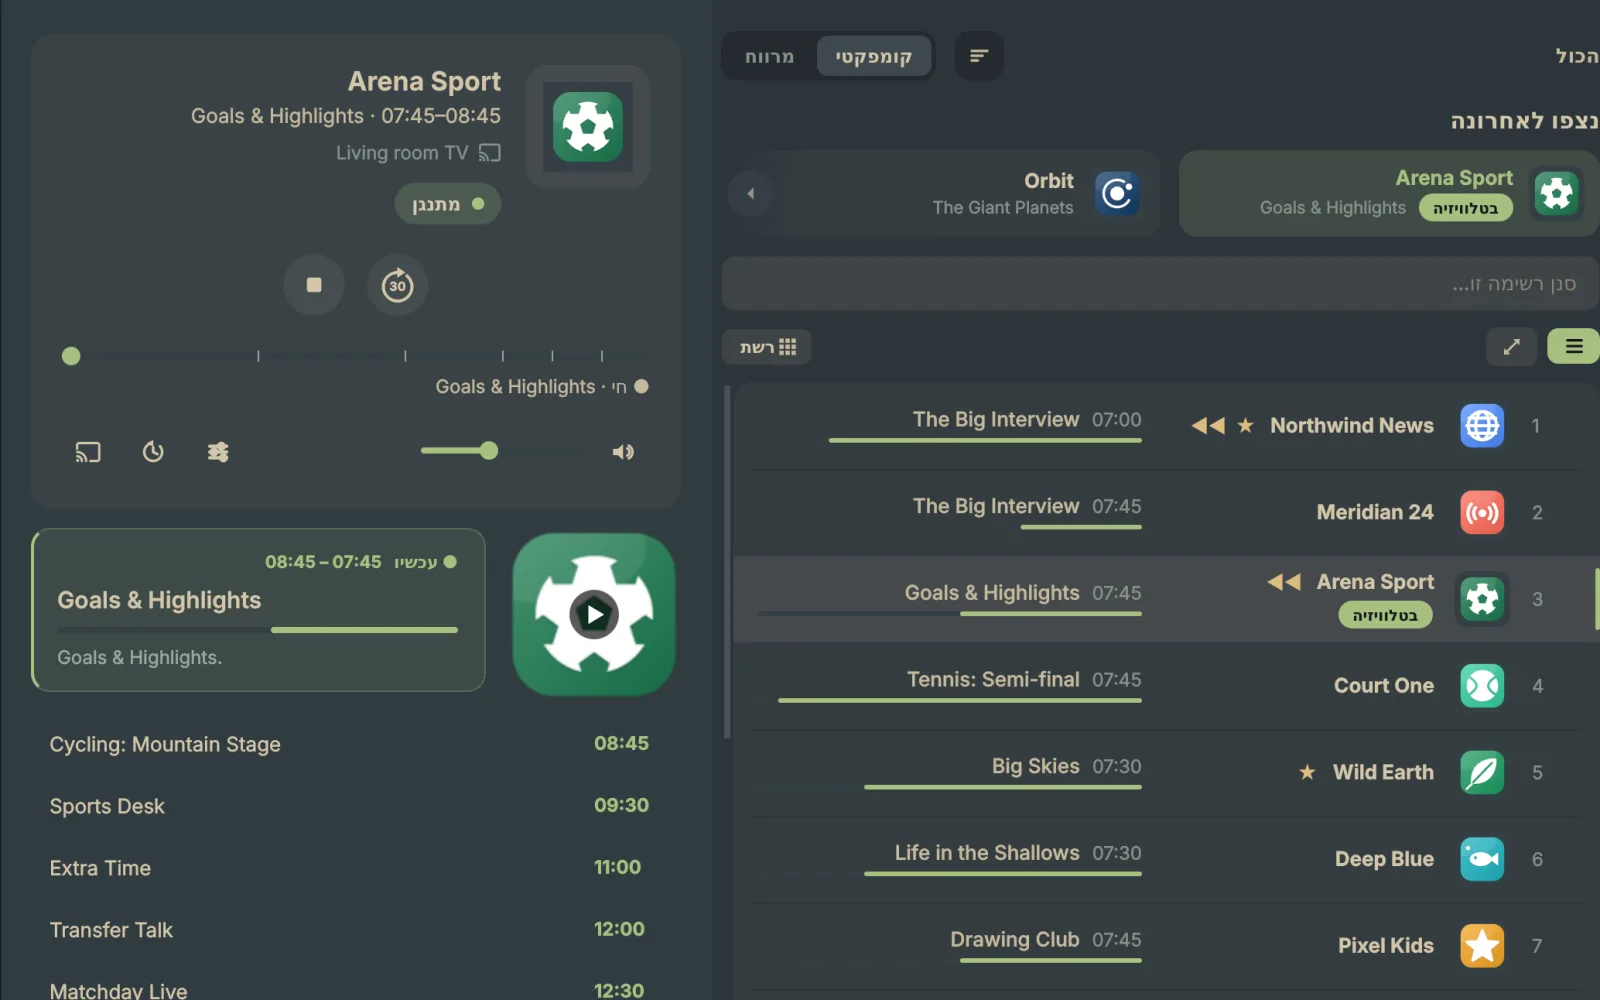 הכול
קומפקטי
מרווח
נצפו לאחרונה
Arena Sport
בטלוויזיה
Goals & Highlights
Orbit
The Giant Planets
סנן רשימה זו...
רשת
1
Northwind News
07:00
The Big Interview
2
Meridian 24
07:45
The Big Interview
3
Arena Sport
בטלוויזיה
07:45
Goals & Highlights
4
Court One
07:45
Tennis: Semi-final
5
Wild Earth
07:30
Big Skies
6
Deep Blue
07:30
Life in the Shallows
7
Pixel Kids
07:45
Drawing Club
Arena Sport
Goals & Highlights · 07:45–08:45
Living room TV
מתנגן
30
חי · Goals & Highlights
עכשיו 07:45 – 08:45
Goals & Highlights
Goals & Highlights.
08:45 Cycling: Mountain Stage
09:30 Sports Desk
11:00 Extra Time
12:00 Transfer Talk
12:30 Matchday Live